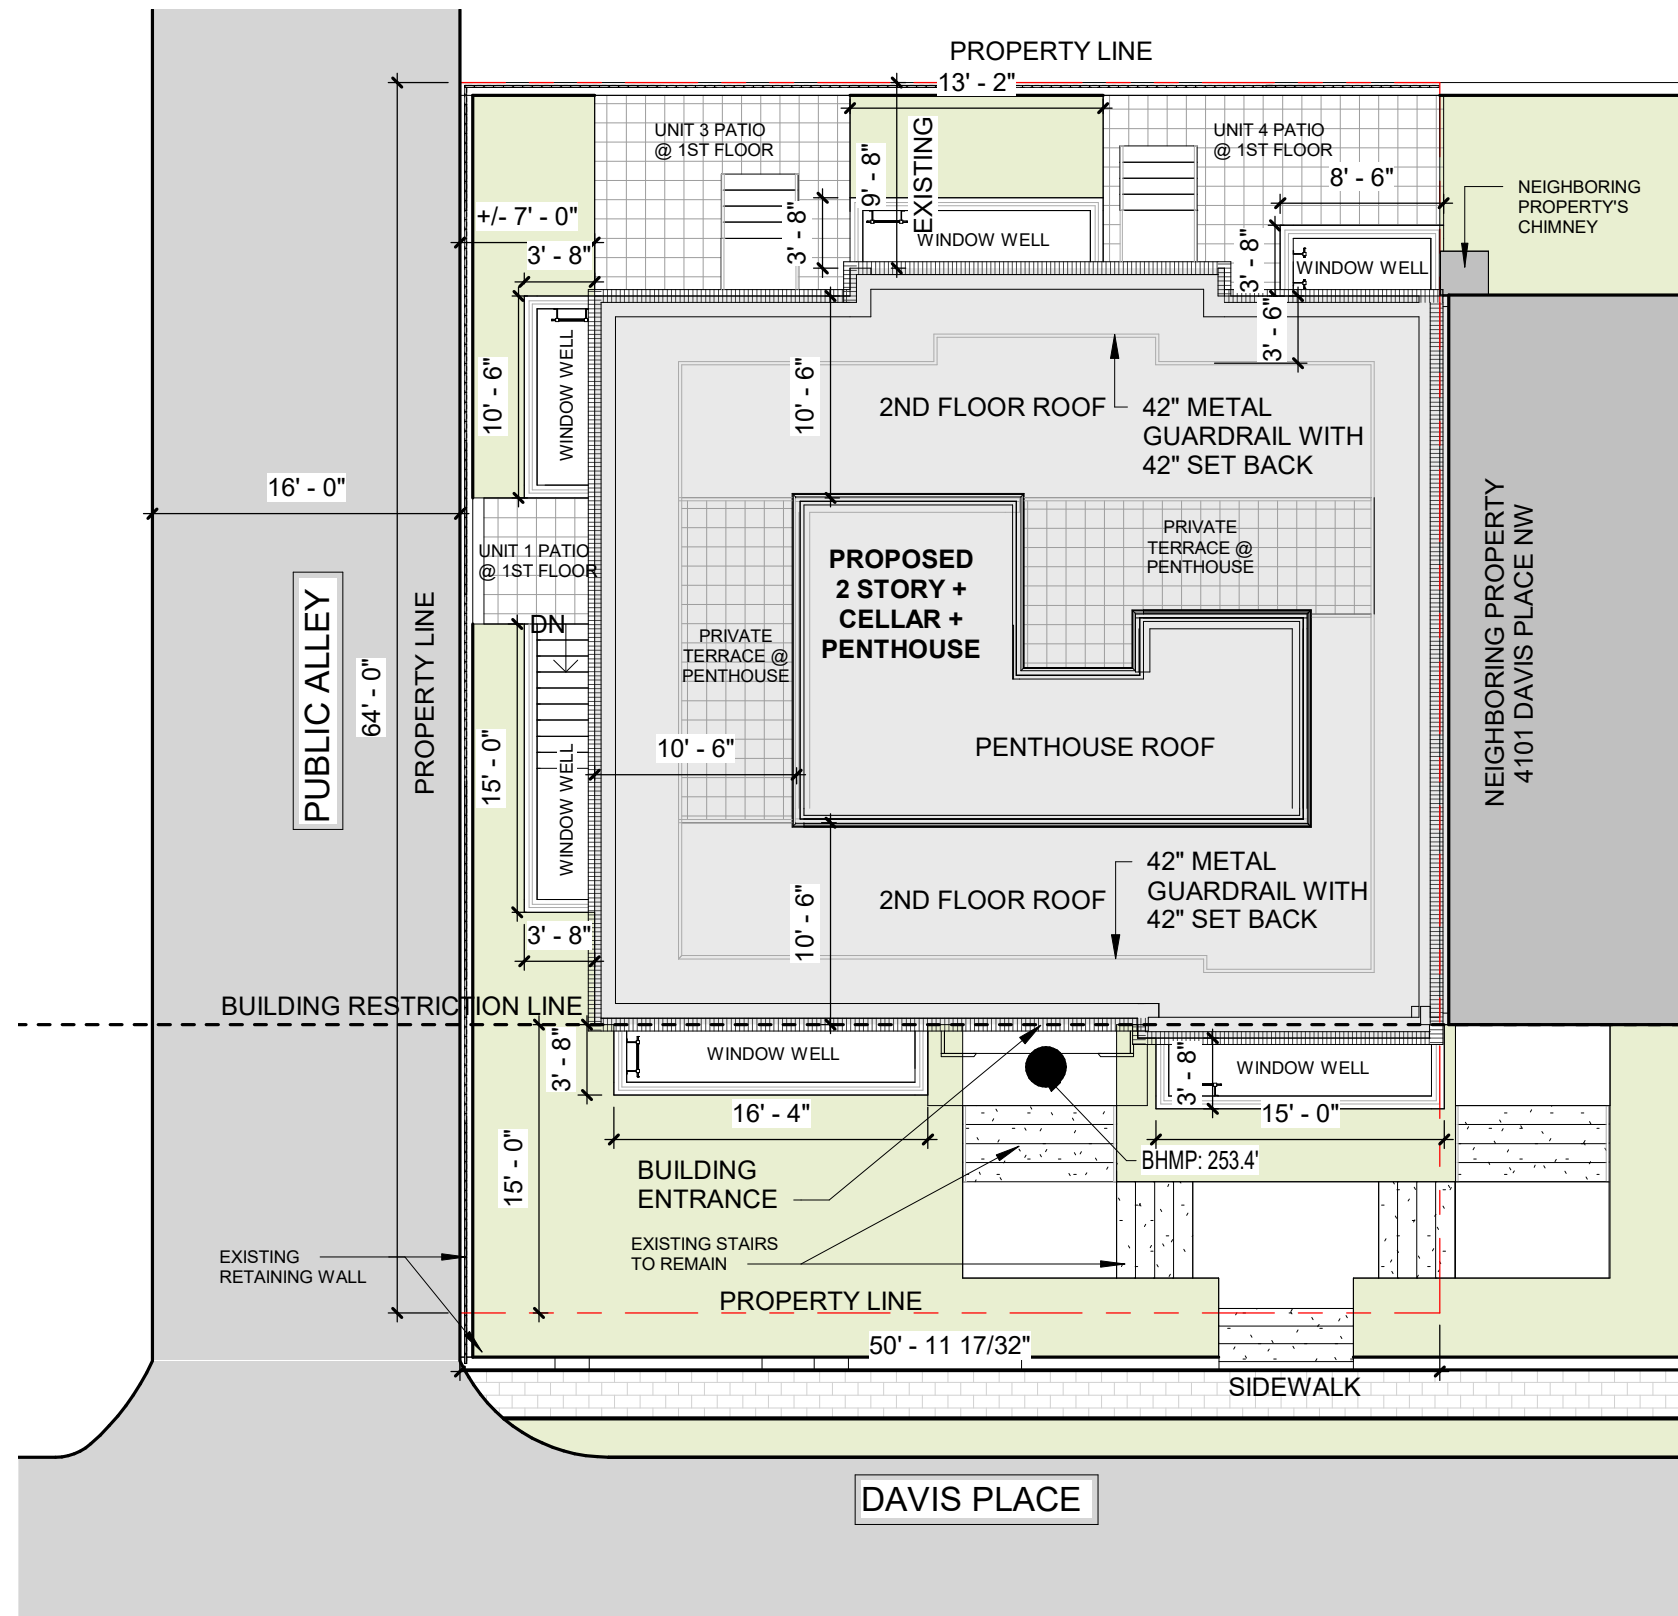 PROPERTY LINE
13' - 2"
UNIT 3 PATIO
@ 1ST FLOOR
9' - 8"
EXISTING
UNIT 4 PATIO
@ 1ST FLOOR
8' - 6"
NEIGHBORING
PROPERTY'S
CHIMNEY
+/- 7' - 0"
3' - 8"
3' - 8"
WINDOW WELL
3' - 8"
WINDOW WELL
3' - 6"
10' - 6"
WINDOW WELL
10' - 6"
2ND FLOOR ROOF
42" METAL
GUARDRAIL WITH
42" SET BACK
16' - 0"
UNIT 1 PATIO
@ 1ST FLOOR
PROPOSED
2 STORY +
CELLAR +
PENTHOUSE
PRIVATE
TERRACE @
PENTHOUSE
NEIGHBORING PROPERTY
4101 DAVIS PLACE NW
PUBLIC ALLEY
64' - 0"
PROPERTY LINE
DN
PRIVATE
TERRACE @
PENTHOUSE
15' - 0"
WINDOW WELL
10' - 6"
PENTHOUSE ROOF
3' - 8"
10' - 6"
2ND FLOOR ROOF
42" METAL
GUARDRAIL WITH
42" SET BACK
BUILDING RESTRICTION LINE
3' - 8"
WINDOW WELL
3' - 8"
WINDOW WELL
16' - 4"
15' - 0"
15' - 0"
BHMP: 253.4'
BUILDING
ENTRANCE
EXISTING STAIRS
TO REMAIN
EXISTING
RETAINING WALL
PROPERTY LINE
50' - 11 17/32"
SIDEWALK
DAVIS PLACE